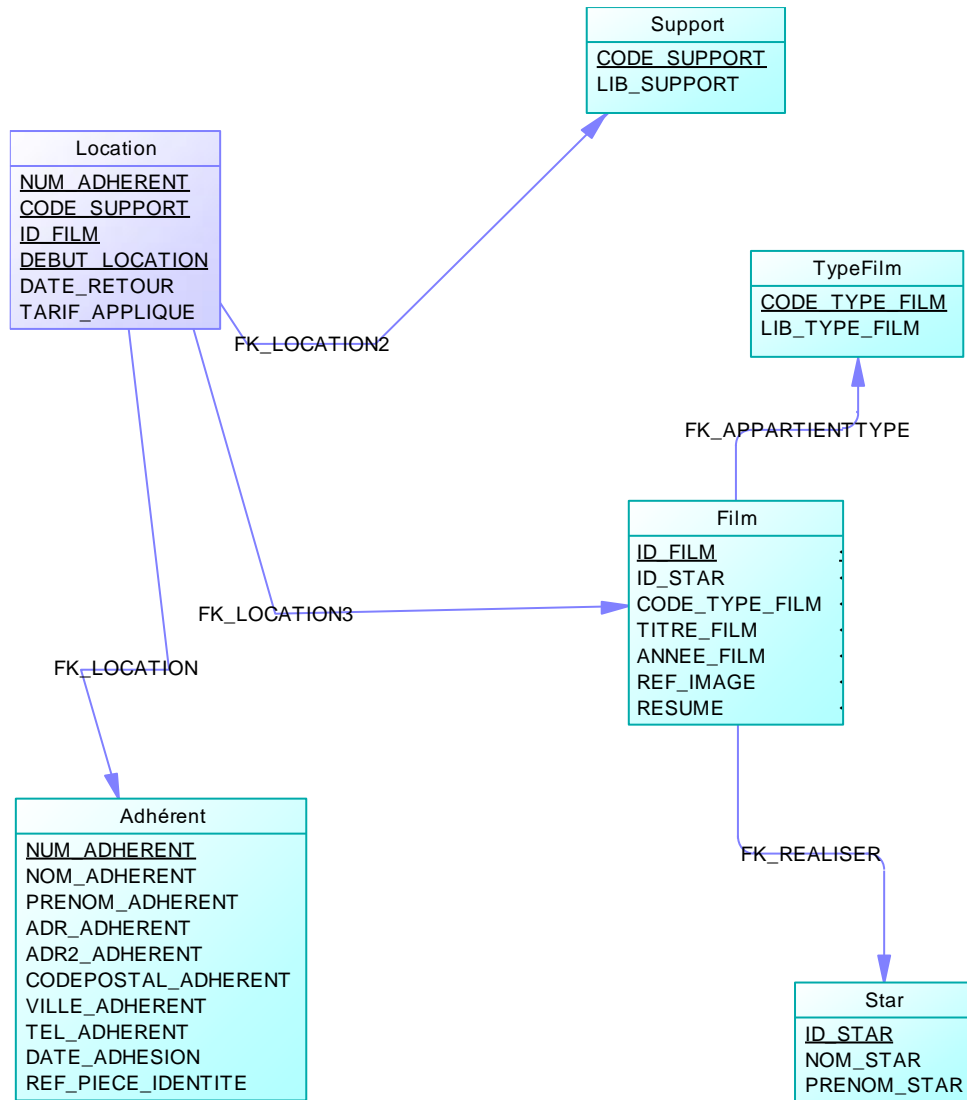 Support
CODE_SUPPORT
LIB_SUPPORT
Location
NUM_ADHERENT
CODE_SUPPORT
ID_FILM
DEBUT_LOCATION
DATE_RETOUR
TARIF_APPLIQUE
FK_LOCATION2
TypeFilm
CODE_TYPE_FILM
LIB_TYPE_FILM
FK_APPARTIENTTYPE
Film
ID_FILM
ID_STAR
CODE_TYPE_FILM
TITRE_FILM
ANNEE_FILM
REF_IMAGE
RESUME
FK_LOCATION3
FK_LOCATION
Adhérent
NUM_ADHERENT
NOM_ADHERENT
PRENOM_ADHERENT
ADR_ADHERENT
ADR2_ADHERENT
CODEPOSTAL_ADHERENT
VILLE_ADHERENT
TEL_ADHERENT
DATE_ADHESION
REF_PIECE_IDENTITE
FK_REALISER
Star
ID_STAR
NOM_STAR
PRENOM_STAR